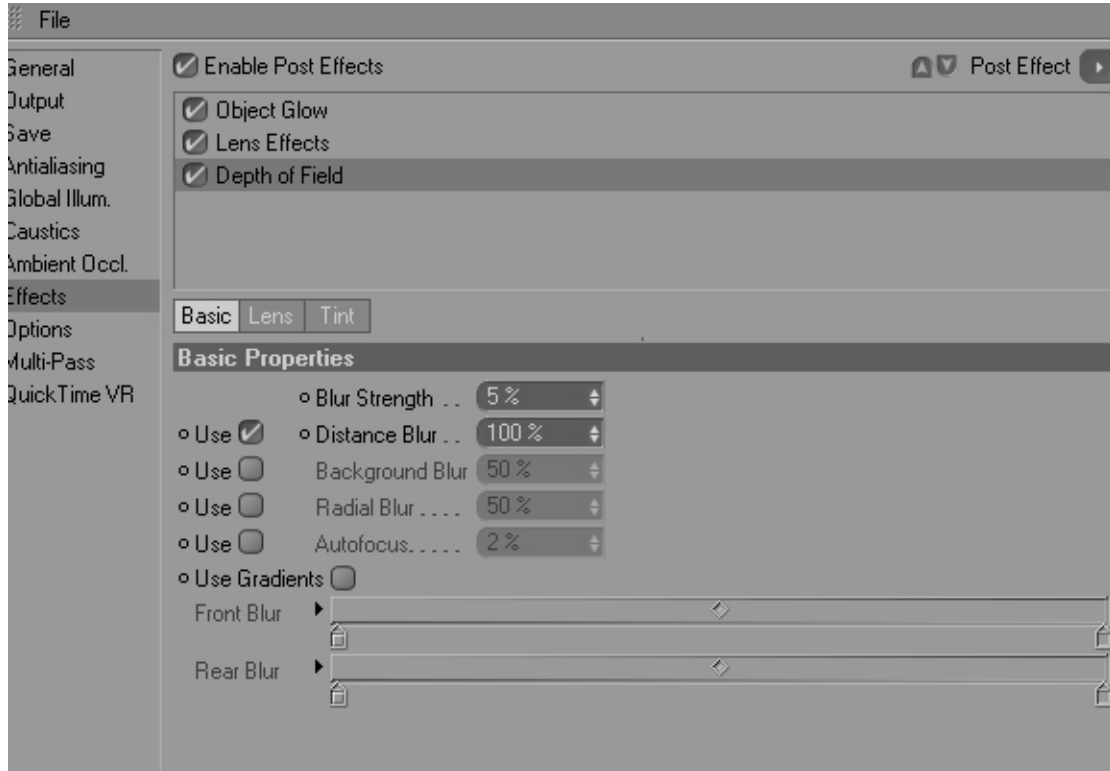 File
General
Output
Save
Antialiasing
Global Illum.
Caustics
Ambient Occl.
Effects
Options
Multi-Pass
QuickTime VR
Enable Post Effects
Post Effect
Object Glow
Lens Effects
Depth of Field
Basic Lens Tint
Basic Properties
Blur Strength . . 5 %
Use Distance Blur . . 100 %
Use Background Blur 50 %
Use Radial Blur . . . . 50 %
Use Autofocus. . . . . 2 %
Use Gradients
Front Blur
Rear Blur